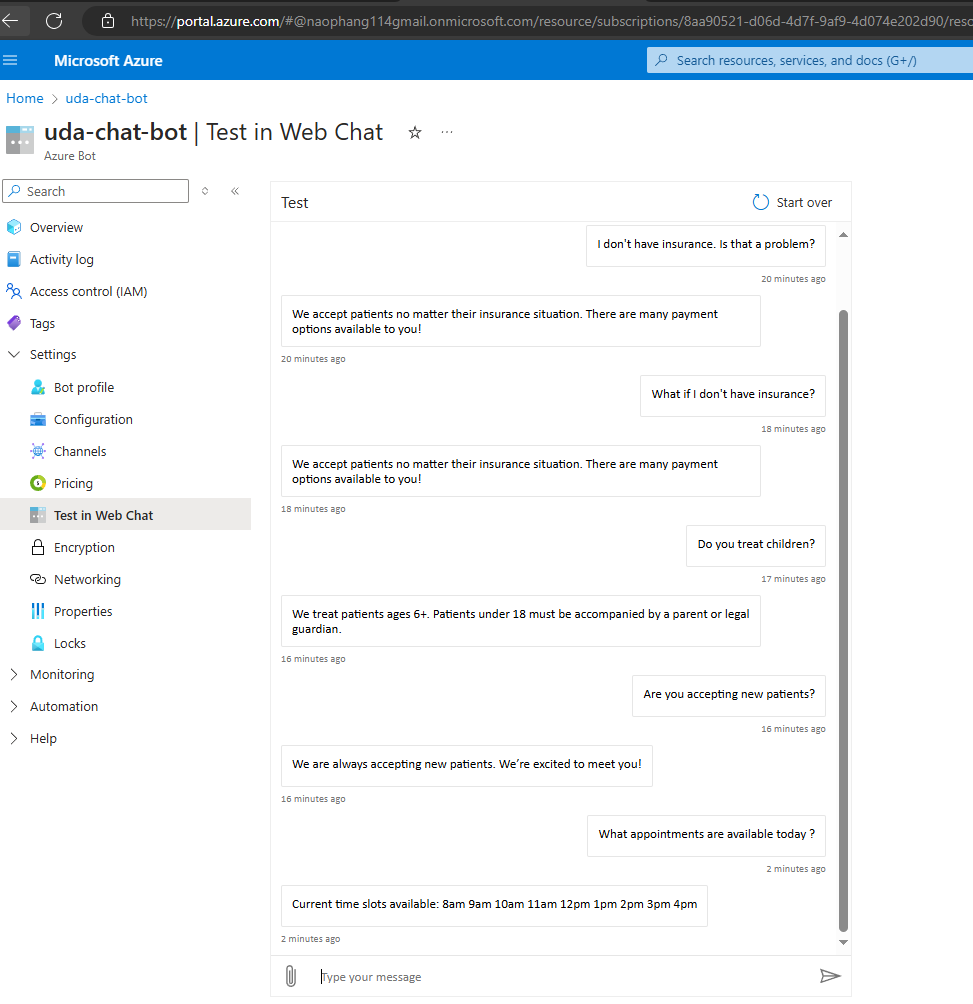 https://portal.azure.com/#@naophang114gmail.onmicrosoft.com/resource/subscriptions/8aa90521-d06d-4d7f-9af9-4d074e202d90/reso
Microsoft Azure
Search resources, services, and docs (G+/)
Home > uda-chat-bot
uda-chat-bot | Test in Web Chat
Azure Bot
Search
Overview
Activity log
Access control (IAM)
Tags
Settings
Bot profile
Configuration
Channels
Pricing
Test in Web Chat
Encryption
Networking
Properties
Locks
Monitoring
Automation
Help
Test
Start over
I don't have insurance. Is that a problem?
20 minutes ago
We accept patients no matter their insurance situation. There are many payment
options available to you!
20 minutes ago
What if I don't have insurance?
18 minutes ago
We accept patients no matter their insurance situation. There are many payment
options available to you!
18 minutes ago
Do you treat children?
17 minutes ago
We treat patients ages 6+. Patients under 18 must be accompanied by a parent or legal
guardian.
16 minutes ago
Are you accepting new patients?
16 minutes ago
We are always accepting new patients. We’re excited to meet you!
16 minutes ago
What appointments are available today ?
2 minutes ago
Current time slots available: 8am 9am 10am 11am 12pm 1pm 2pm 3pm 4pm
2 minutes ago
Type your message